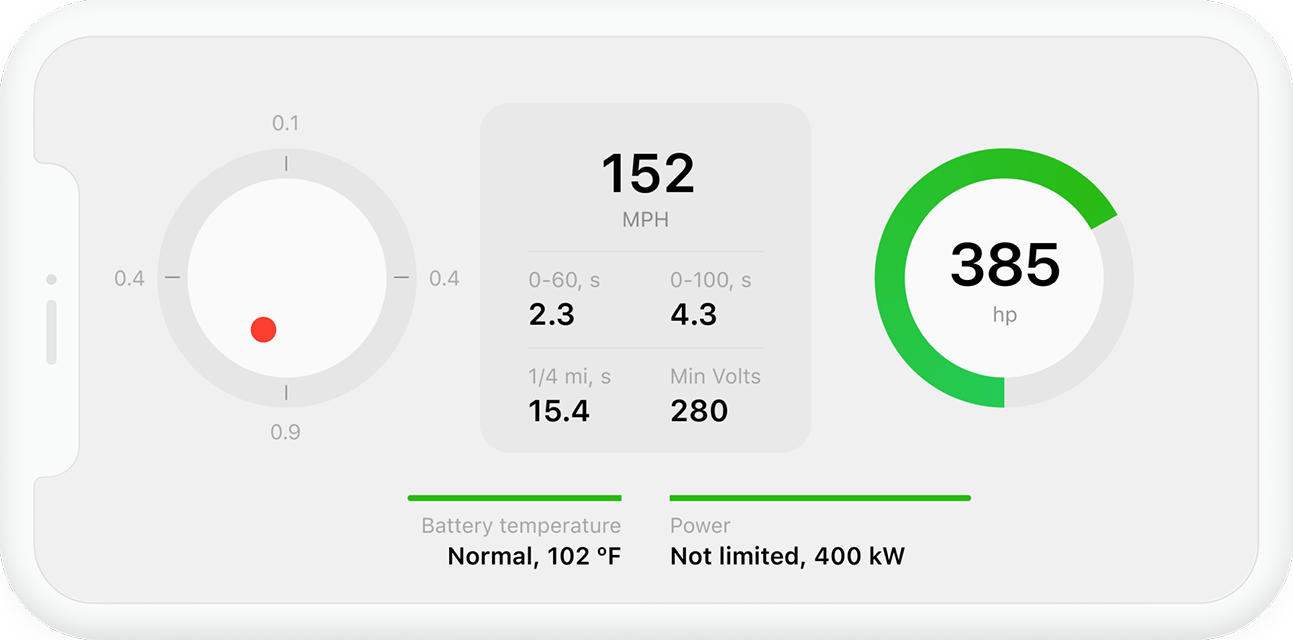 0.1
0.4
0.4
0.9
152
MPH
0-60, s
2.3
0-100, s
4.3
1/4 mi, s
15.4
Min Volts
280
385
hp
Battery temperature
Normal, 102 ºF
Power
Not limited, 400 kW